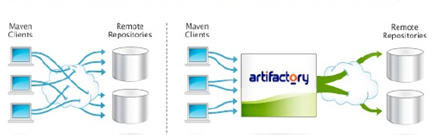 Maven
Clients
Remote
Repositories
Maven
Clients
artifactory
Remote
Repositories